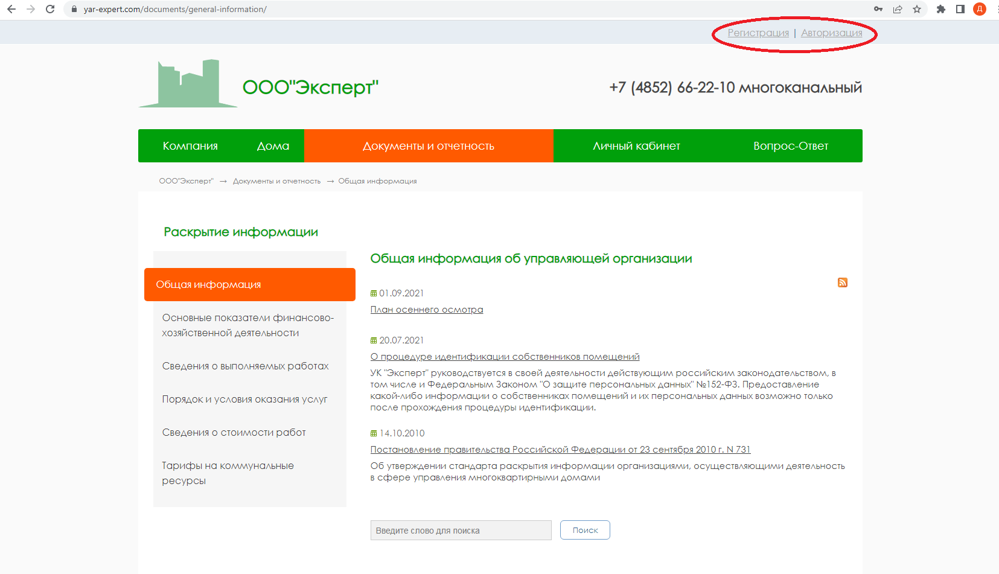 yar-expert.com/documents/general-information/
Д
Регистрация | Авторизация
ООО"Эксперт"
+7 (4852) 66-22-10 многоканальный
Компания Дома Документы и отчетность Личный кабинет Вопрос-Ответ
ООО"Эксперт" → Документы и отчетность → Общая информация
Раскрытие информации
Общая информация
Основные показатели финансово-
хозяйственной деятельности
Сведения о выполняемых работах
Порядок и условия оказания услуг
Сведения о стоимости работ
Тарифы на коммунальные
ресурсы
Общая информация об управляющей организации
01.09.2021
План осеннего осмотра
20.07.2021
О процедуре идентификации собственников помещений
УК "Эксперт" руководствуется в своей деятельности действующим российским законодательством, в
том числе и Федеральным Законом "О защите персональных данных" №152-ФЗ. Предоставление
какой-либо информации о собственниках помещений и их персональных данных возможно только
после прохождения процедуры идентификации.
14.10.2010
Постановление правительства Российской Федерации от 23 сентября 2010 г. N 731
Об утверждении стандарта раскрытия информации организациями, осуществляющими деятельность
в сфере управления многоквартирными домами
Введите слово для поиска Поиск